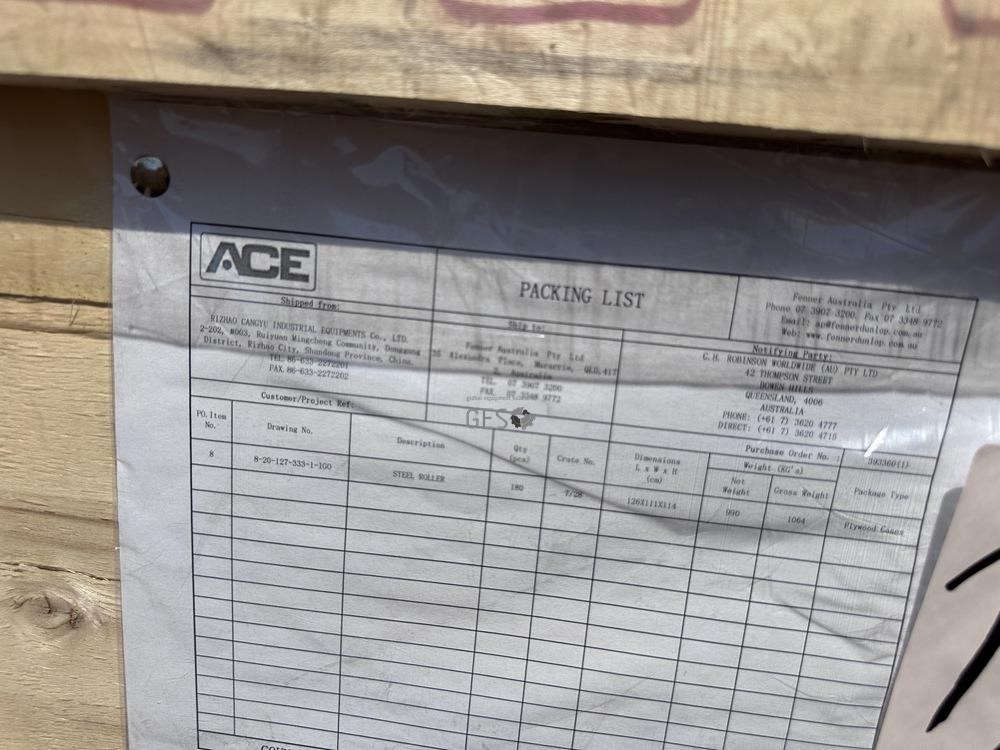 ACE
PACKING LIST
Fenner Australia Pty Ltd
Phone 07 3907 3200, Fax 07 3348 9772
Email: ap@fennerdunlop.com.au
Web: www.fennerdunlop.com.au
Shipped from:
RIZHAO CANGYU INDUSTRIAL EQUIPMENTS Co., LTD.
2-202, #003, Ruiyuan Mingcheng Community, Donggang
District, Rizhao City, Shandong Province, China.
TEL. 86-633-2272201
FAX. 86-633-2272202
Ship to:
Fenner Australia Pty Ltd
Place, Murarrie, QLD, 417
Australia
TEL. 07 3907 3200
FAX. 07 3348 9772
global equipment
GES
Notifying Party:
C.H. ROBINSON WORLDWIDE (AU) PTY LTD
42 THOMPSON STREET
BOWEN HILLS
QUEENSLAND, 4006
AUSTRALIA
PHONE: (+61 7) 3620 4777
DIRECT: (+61 7) 3620 4715
Customer/Project Ref:
Purchase Order No. :
393360(1)
PO. Item No.
Drawing No.
Description
Qty (pcs)
Crate No.
Dimensions
L x W x H
(cm)
Weight (KG's)
Net Weight
Gross Weight
Package Type
8
8-20-127-333-1-IGO
STEEL ROLLER
180
7/28
126X111X114
990
1064
Plywood Cases